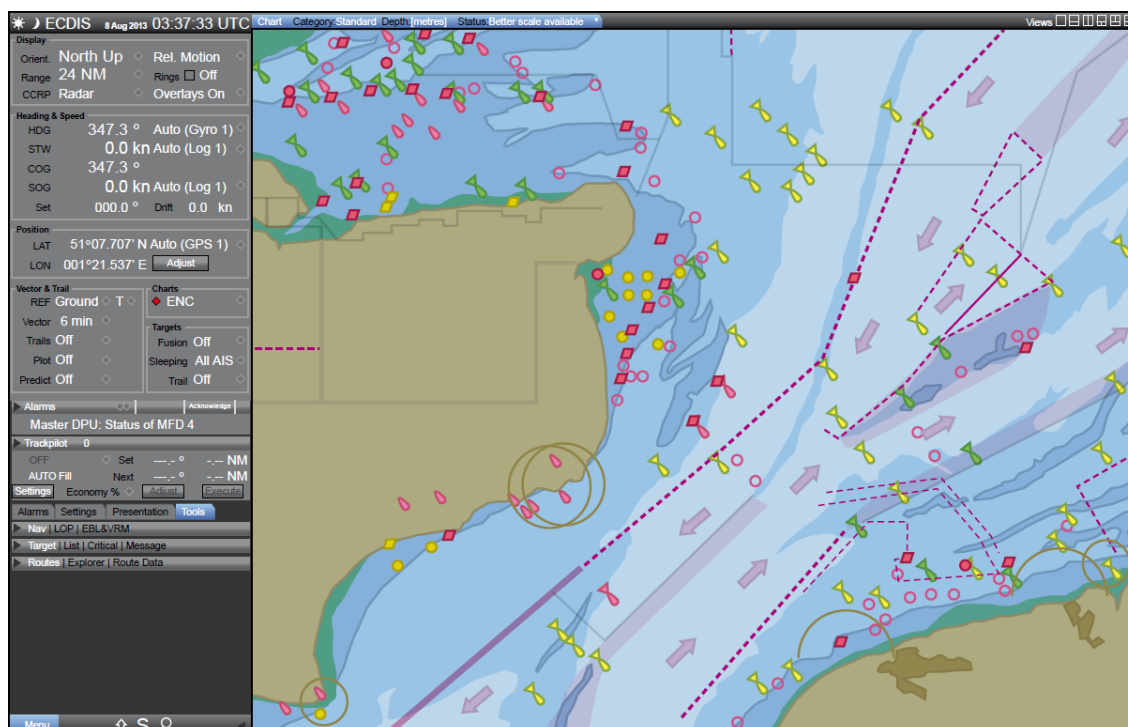 ECDIS 8 Aug 2013 03:37:33 UTC
Chart Category:Standard Depth:[metres] Status:Better scale available * Views
Display
Orient. North Up Rel. Motion
Range 24 NM Rings Off
CCRP Radar Overlays On
Heading & Speed
HDG 347.3 ° Auto (Gyro 1)
STW 0.0 kn Auto (Log 1)
COG 347.3 °
SOG 0.0 kn Auto (Log 1)
Set 000.0 ° Drift 0.0 kn
Position
LAT 51°07.707' N Auto (GPS 1)
LON 001°21.537' E Adjust
Vector & Trail Charts
REF Ground T ENC
Vector 6 min Targets
Trails Off Fusion Off
Plot Off Sleeping All AIS
Predict Off Trail Off
Alarms Acknowledge
Master DPU: Status of MFD 4
Trackpilot 0
OFF Set ---.- ° -.-- NM
AUTO Fill Next ---.- ° -.-- NM
Settings Economy % Adjust Execute
Alarms Settings Presentation Tools
Nav | LOP | EBL&VRM
Target | List | Critical | Message
Routes | Explorer | Route Data
Menu S